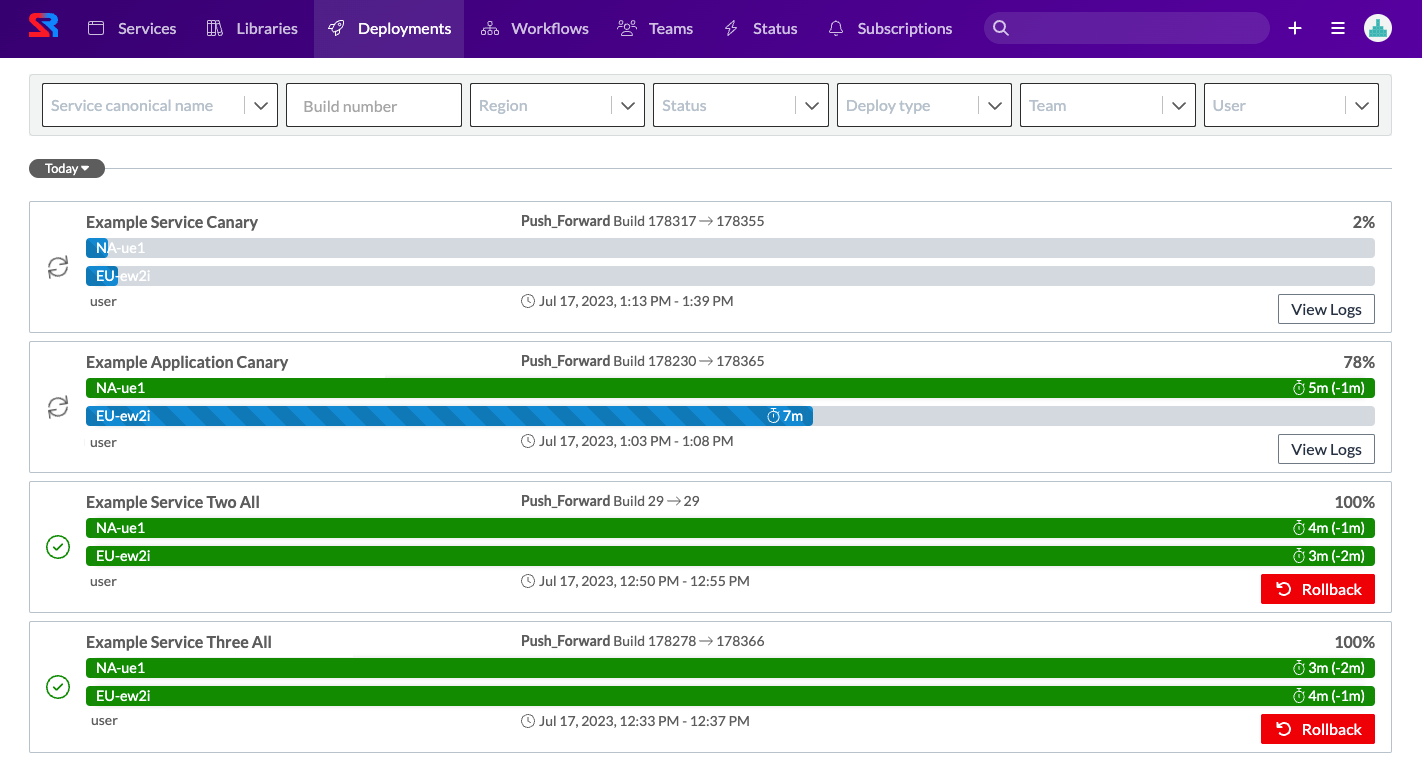 Services Libraries Deployments Workflows Teams Status Subscriptions
Service canonical name Build number Region Status Deploy type Team User
Today
Example Service Canary Push_Forward Build 178317 → 178355 2%
NA-ue1
EU-ew2i
user Jul 17, 2023, 1:13 PM - 1:39 PM
View Logs
Example Application Canary Push_Forward Build 178230 → 178365 78%
NA-ue1 5m (-1m)
EU-ew2i 7m
user Jul 17, 2023, 1:03 PM - 1:08 PM
View Logs
Example Service Two All Push_Forward Build 29 → 29 100%
NA-ue1 4m (-1m)
EU-ew2i 3m (-2m)
user Jul 17, 2023, 12:50 PM - 12:55 PM
Rollback
Example Service Three All Push_Forward Build 178278 → 178366 100%
NA-ue1 3m (-2m)
EU-ew2i 4m (-1m)
user Jul 17, 2023, 12:33 PM - 12:37 PM
Rollback